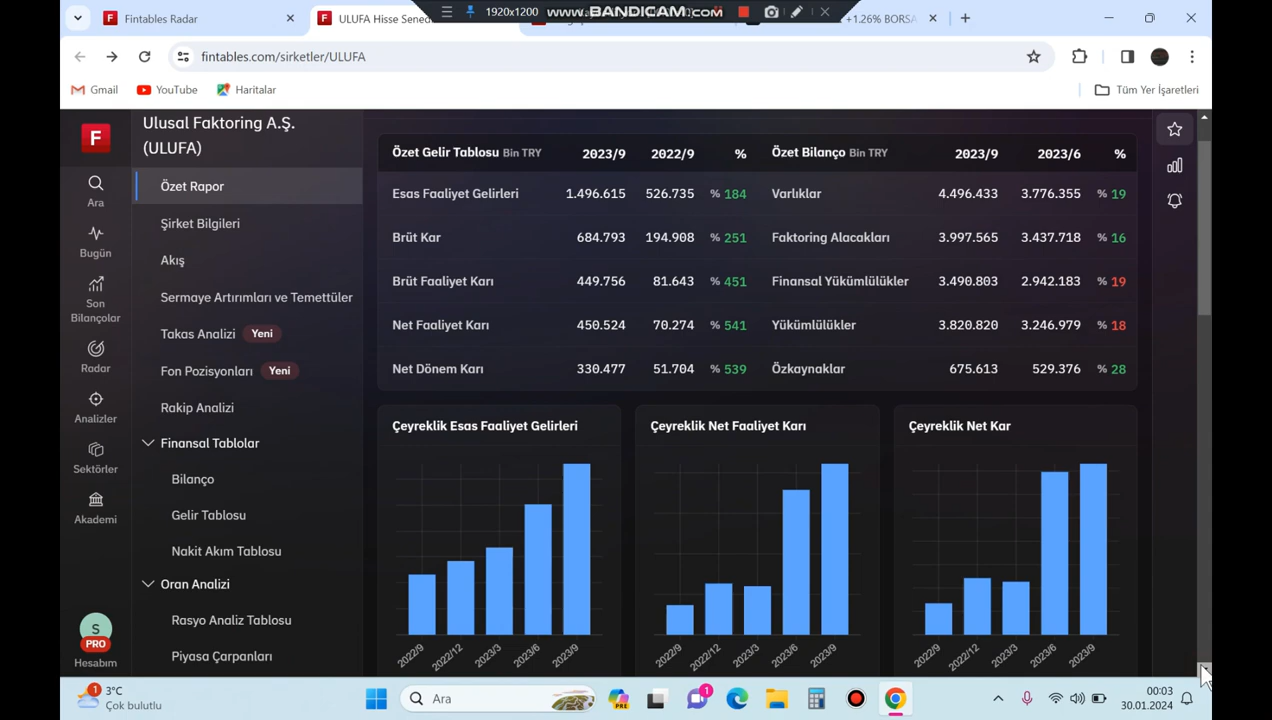 Fintables Radar
ULUFA Hisse Sened
1920x1200
www.BANDICAM.com
+1.26% BORSA
fintables.com/sirketler/ULUFA
Gmail
YouTube
Haritalar
Tüm Yer İşaretleri
F
Ara
Bugün
Son
Bilançolar
Radar
Analizler
Sektörler
Akademi
S
PRO
Hesabım
Ulusal Faktoring A.Ş.
(ULUFA)
Özet Rapor
Şirket Bilgileri
Akış
Sermaye Artırımları ve Temettüler
Takas Analizi Yeni
Fon Pozisyonları Yeni
Rakip Analizi
Finansal Tablolar
Bilanço
Gelir Tablosu
Nakit Akım Tablosu
Oran Analizi
Rasyo Analiz Tablosu
Piyasa Çarpanları
Özet Gelir Tablosu Bin TRY 2023/9 2022/9 %
Esas Faaliyet Gelirleri 1.496.615 526.735 % 184
Brüt Kar 684.793 194.908 % 251
Brüt Faaliyet Karı 449.756 81.643 % 451
Net Faaliyet Karı 450.524 70.274 % 541
Net Dönem Karı 330.477 51.704 % 539
Özet Bilanço Bin TRY 2023/9 2023/6 %
Varlıklar 4.496.433 3.776.355 % 19
Faktoring Alacakları 3.997.565 3.437.718 % 16
Finansal Yükümlülükler 3.490.803 2.942.183 % 19
Yükümlülükler 3.820.820 3.246.979 % 18
Özkaynaklar 675.613 529.376 % 28
Çeyreklik Esas Faaliyet Gelirleri
2022/9 2022/12 2023/3 2023/6 2023/9
Çeyreklik Net Faaliyet Karı
2022/9 2022/12 2023/3 2023/6 2023/9
Çeyreklik Net Kar
2022/9 2022/12 2023/3 2023/6 2023/9
1
3°C
Çok bulutlu
Ara
PRE
1
00:03
30.01.2024